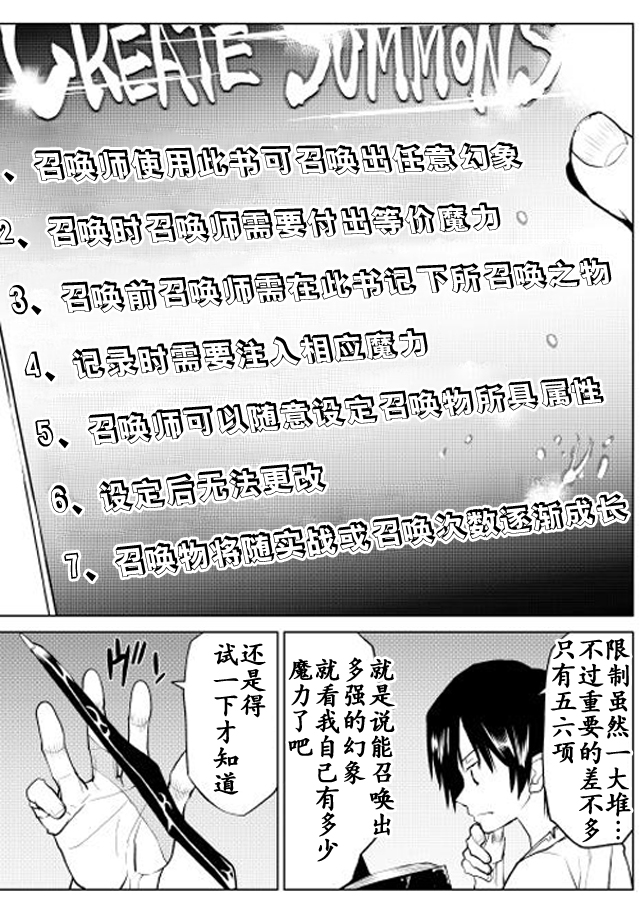 CREATE SUMMONS
、召唤师使用此书可召唤出任意幻象
2、召唤时召唤师需要付出等价魔力
3、召唤前召唤师需在此书记下所召唤之物
4、记录时需要注入相应魔力
5、召唤师可以随意设定召唤物所具属性
6、设定后无法更改
7、召唤物将随实战或召唤次数逐渐成长
限制虽然一大堆…
不过重要的差不多
只有五六项
就是说能召唤出
多强的幻象
就看我自己有多少
魔力了吧
还是得
试一下才知道